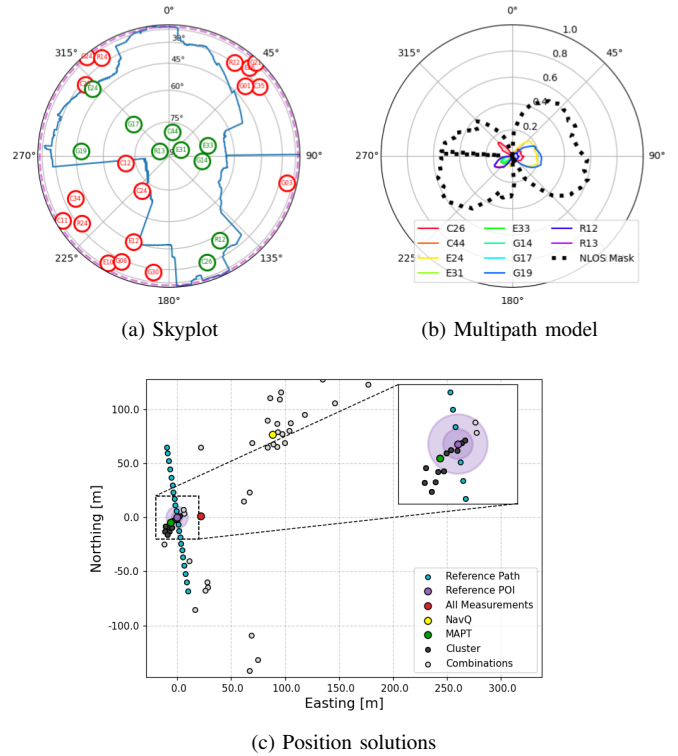 0°
45°
90°
135°
180°
225°
270°
315°
30°
45°
60°
75°
G24
R14
E24
G17
C44
G19
R13
E31
E33
G14
C12
C24
C34
C11
R24
E12
E10
G06
G30
R12
C26
G03
R22
G21
G01
C35
(a) Skyplot
0°
45°
90°
135°
180°
225°
270°
315°
1.0
0.8
0.6
0.4
0.2
C26 E33 R12
C44 G14 R13
E24 G17 NLOS Mask
E31 G19
(b) Multipath model
Northing [m]
100.0
50.0
0.0
-50.0
-100.0
Reference Path
Reference POI
All Measurements
NavQ
MAPT
Cluster
Combinations
0.0 50.0 100.0 150.0 200.0 250.0 300.0
Easting [m]
(c) Position solutions